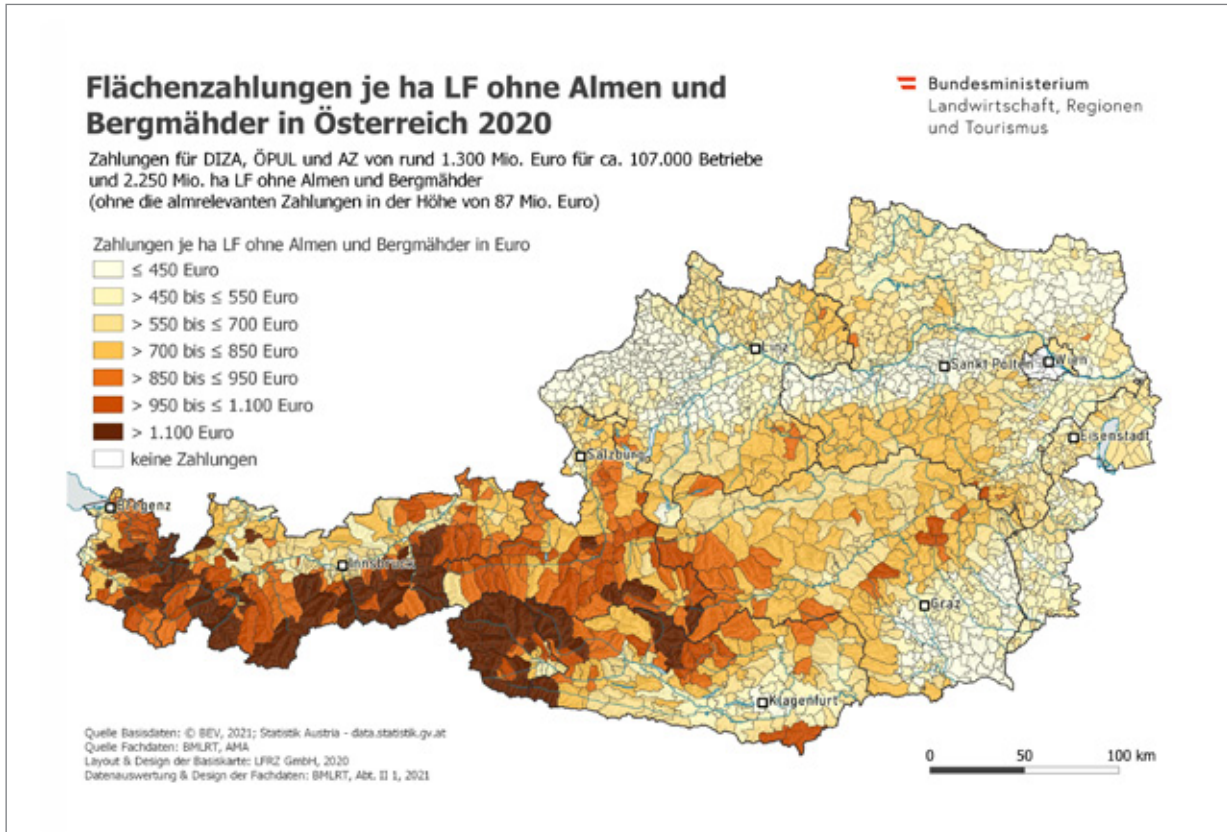 Flächenzahlungen je ha LF ohne Almen und
Bergmähder in Österreich 2020
Bundesministerium
Landwirtschaft, Regionen
und Tourismus
Zahlungen für DIZA, ÖPUL und AZ von rund 1.300 Mio. Euro für ca. 107.000 Betriebe
und 2.250 Mio. ha LF ohne Almen und Bergmähder
(ohne die almrelevanten Zahlungen in der Höhe von 87 Mio. Euro)
Zahlungen je ha LF ohne Almen und Bergmähder in Euro
≤ 450 Euro
> 450 bis ≤ 550 Euro
> 550 bis ≤ 700 Euro
> 700 bis ≤ 850 Euro
> 850 bis ≤ 950 Euro
> 950 bis ≤ 1.100 Euro
> 1.100 Euro
keine Zahlungen
Linz
Sankt Pölten
Wien
Eisenstadt
Salzburg
Bregenz
Innsbruck
Graz
Klagenfurt
Quelle Basisdaten: © BEV, 2021; Statistik Austria - data.statistik.gv.at
Quelle Fachdaten: BMLRT, AMA
Layout & Design der Basiskarte: LFRZ GmbH, 2020
Datenauswertung & Design der Fachdaten: BMLRT, Abt. II 1, 2021
0 50 100 km